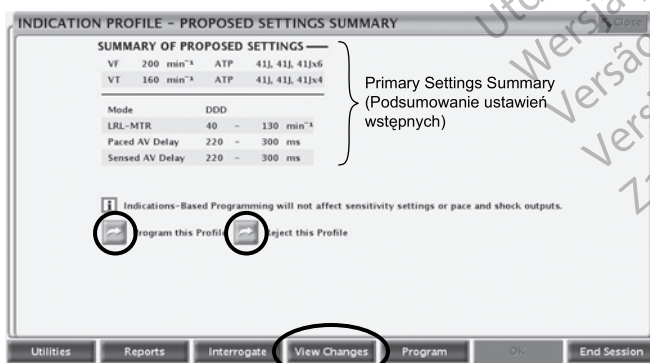 INDICATION PROFILE – PROPOSED SETTINGS SUMMARY
Close
SUMMARY OF PROPOSED SETTINGS
VF 200 min⁻¹ ATP 41J, 41J, 41Jx6
VT 160 min⁻¹ ATP 41J, 41J, 41Jx4
Mode DDD
LRL-MTR 40 – 130 min⁻¹
Paced AV Delay 220 – 300 ms
Sensed AV Delay 220 – 300 ms
Primary Settings Summary
(Podsumowanie ustawień
wstępnych)
i Indications-Based Programming will not affect sensitivity settings or pace and shock outputs.
Program this Profile Reject this Profile
Utilities Reports Interrogate View Changes Program OK End Session